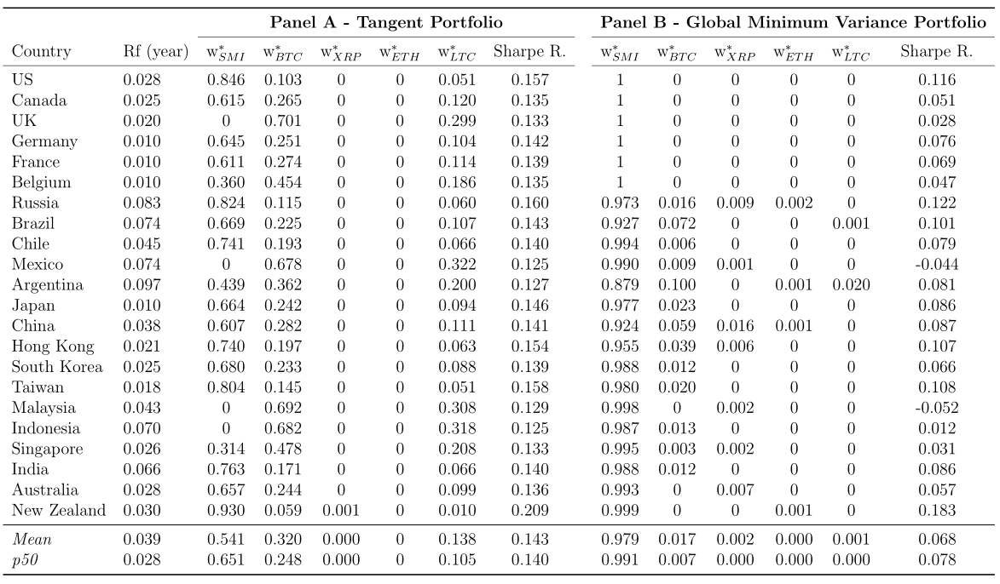 Panel A - Tangent Portfolio Panel B - Global Minimum Variance Portfolio
Country Rf (year) w*SMI w*BTC w*XRP w*ETH w*LTC Sharpe R. w*SMI w*BTC w*XRP w*ETH w*LTC Sharpe R.
US 0.028 0.846 0.103 0 0 0.051 0.157 1 0 0 0 0 0.116
Canada 0.025 0.615 0.265 0 0 0.120 0.135 1 0 0 0 0 0.051
UK 0.020 0 0.701 0 0 0.299 0.133 1 0 0 0 0 0.028
Germany 0.010 0.645 0.251 0 0 0.104 0.142 1 0 0 0 0 0.076
France 0.010 0.611 0.274 0 0 0.114 0.139 1 0 0 0 0 0.069
Belgium 0.010 0.360 0.454 0 0 0.186 0.135 1 0 0 0 0 0.047
Russia 0.083 0.824 0.115 0 0 0.060 0.160 0.973 0.016 0.009 0.002 0 0.122
Brazil 0.074 0.669 0.225 0 0 0.107 0.143 0.927 0.072 0 0 0.001 0.101
Chile 0.045 0.741 0.193 0 0 0.066 0.140 0.994 0.006 0 0 0 0.079
Mexico 0.074 0 0.678 0 0 0.322 0.125 0.990 0.009 0.001 0 0 -0.044
Argentina 0.097 0.439 0.362 0 0 0.200 0.127 0.879 0.100 0 0.001 0.020 0.081
Japan 0.010 0.664 0.242 0 0 0.094 0.146 0.977 0.023 0 0 0 0.086
China 0.038 0.607 0.282 0 0 0.111 0.141 0.924 0.059 0.016 0.001 0 0.087
Hong Kong 0.021 0.740 0.197 0 0 0.063 0.154 0.955 0.039 0.006 0 0 0.107
South Korea 0.025 0.680 0.233 0 0 0.088 0.139 0.988 0.012 0 0 0 0.066
Taiwan 0.018 0.804 0.145 0 0 0.051 0.158 0.980 0.020 0 0 0 0.108
Malaysia 0.043 0 0.692 0 0 0.308 0.129 0.998 0 0.002 0 0 -0.052
Indonesia 0.070 0 0.682 0 0 0.318 0.125 0.987 0.013 0 0 0 0.012
Singapore 0.026 0.314 0.478 0 0 0.208 0.133 0.995 0.003 0.002 0 0 0.031
India 0.066 0.763 0.171 0 0 0.066 0.140 0.988 0.012 0 0 0 0.086
Australia 0.028 0.657 0.244 0 0 0.099 0.136 0.993 0 0.007 0 0 0.057
New Zealand 0.030 0.930 0.059 0.001 0 0.010 0.209 0.999 0 0 0.001 0 0.183
Mean 0.039 0.541 0.320 0.000 0 0.138 0.143 0.979 0.017 0.002 0.000 0.001 0.068
p50 0.028 0.651 0.248 0.000 0 0.105 0.140 0.991 0.007 0.000 0.000 0.000 0.078